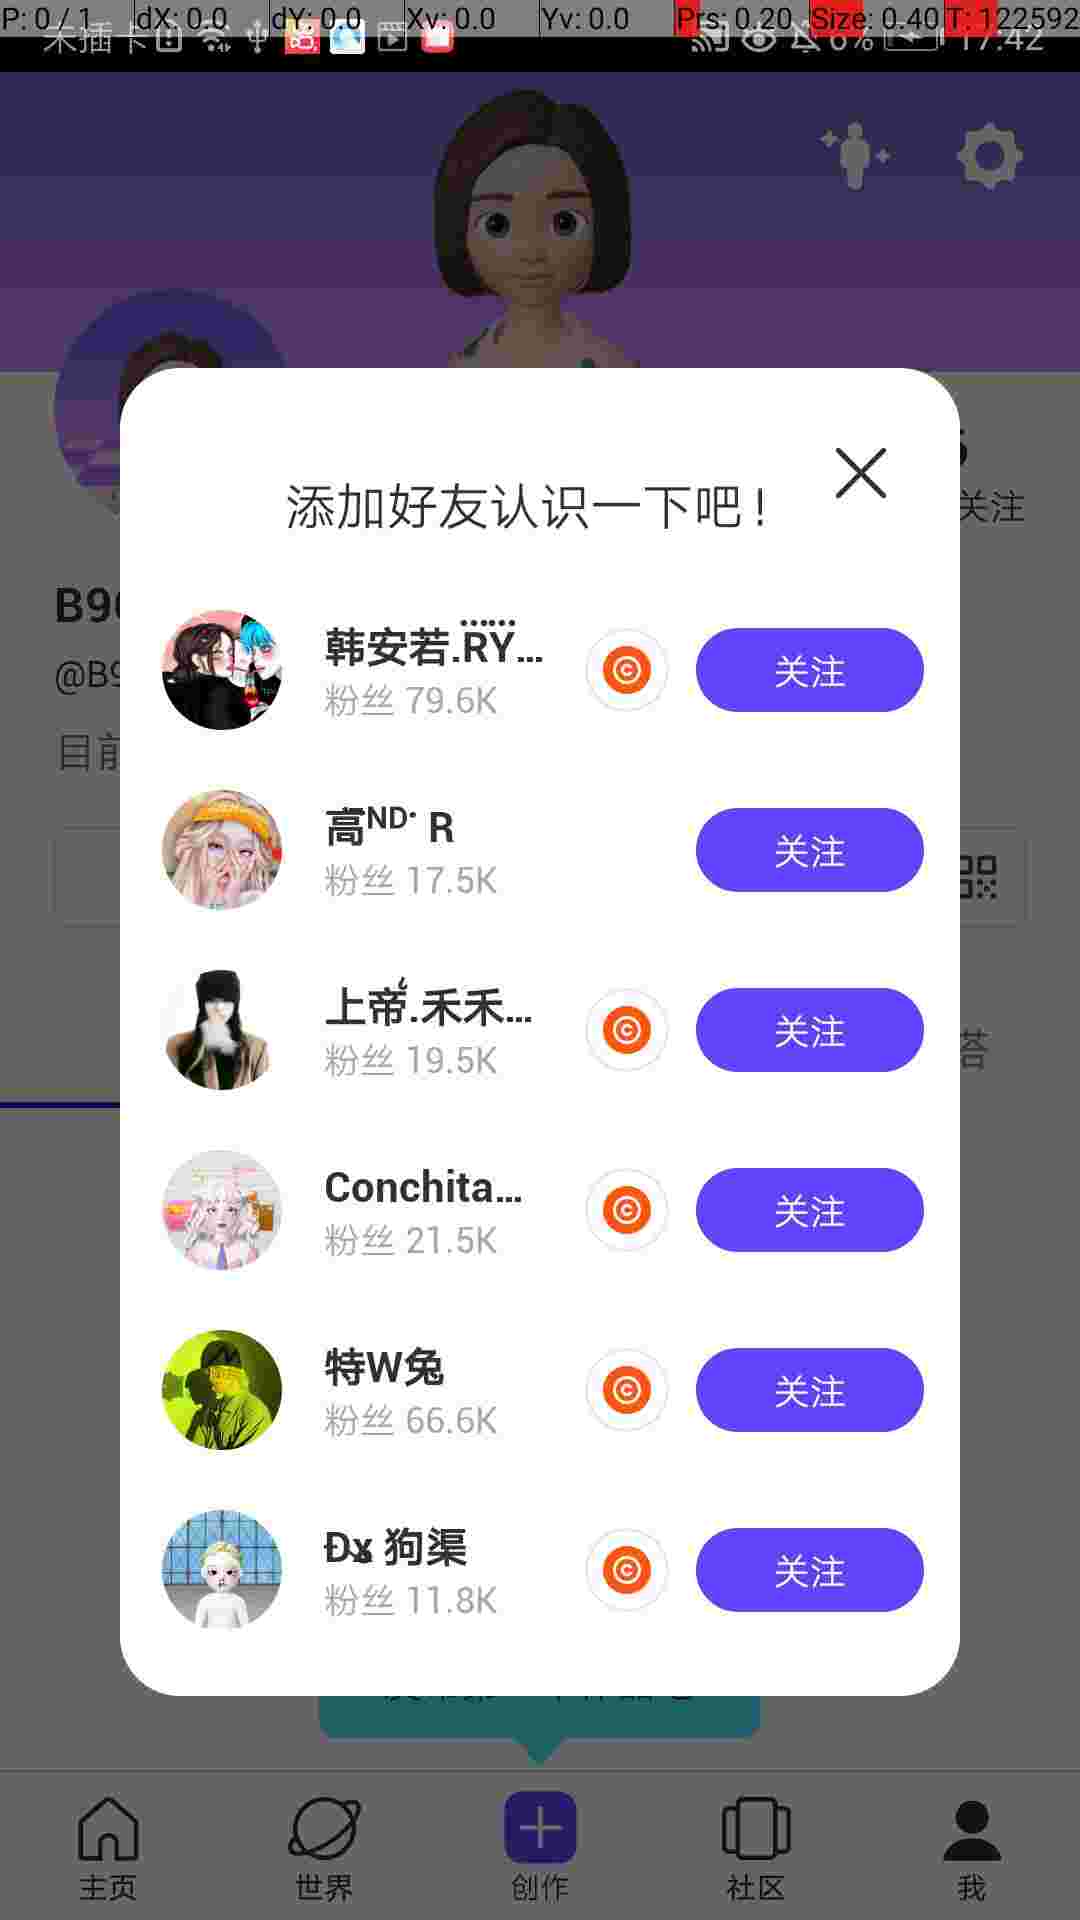 P: 0 / 1 dX: 0.0 dY: 0.0 Xv: 0.0 Yv: 0.0 Prs: 0.20 Size: 0.40 T: 122592
未插卡 6% 17:42
关注
添加好友认识一下吧！
B9
@B9
目前
韩安若.RY...
粉丝 79.6K
关注
高ᴺᴰ· R
粉丝 17.5K
关注
上帝.禾禾...
粉丝 19.5K
关注
答
Conchita...
粉丝 21.5K
关注
特W兔
粉丝 66.6K
关注
Dx 狗渠
粉丝 11.8K
关注
主页 世界 创作 社区 我